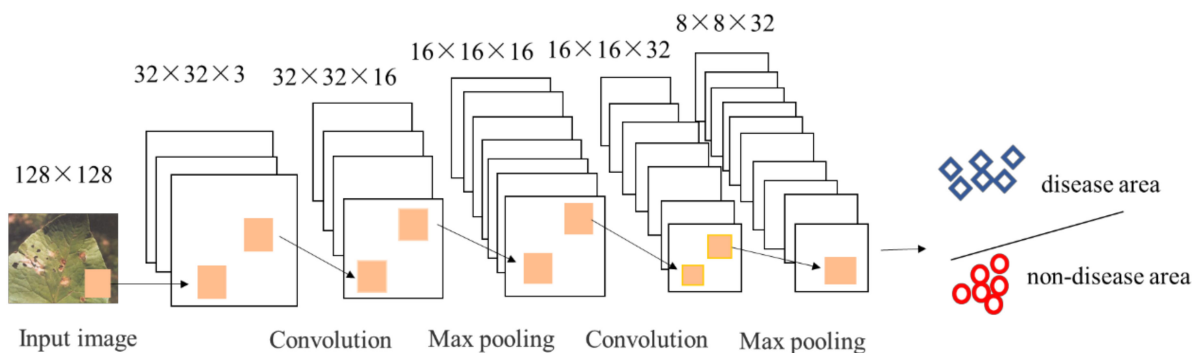 128×128
32×32×3
32×32×16
16×16×16
16×16×32
8×8×32
disease area
non-disease area
Input image
Convolution
Max pooling
Convolution
Max pooling